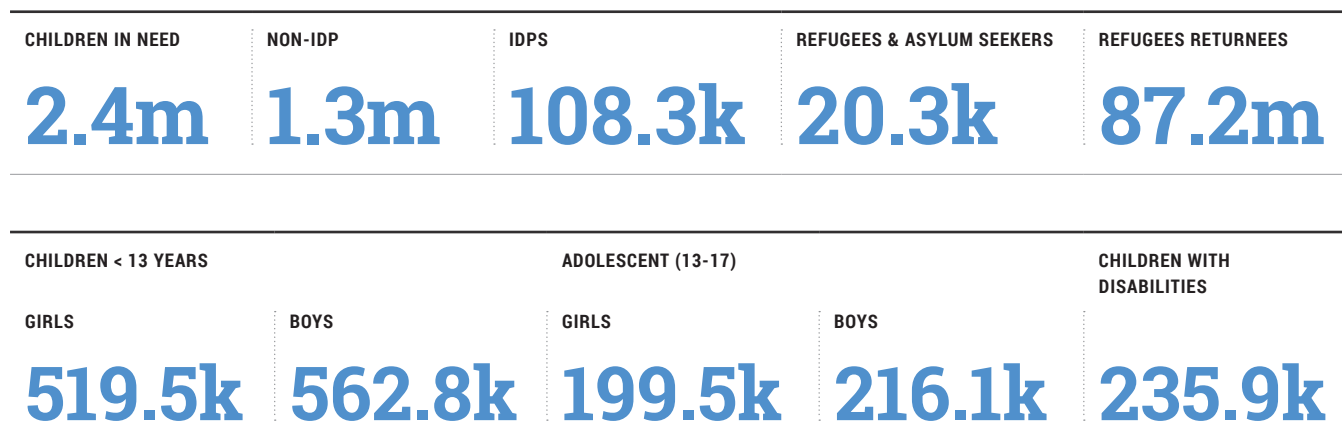 CHILDREN IN NEED
2.4m
NON-IDP
1.3m
IDPS
108.3k
REFUGEES & ASYLUM SEEKERS
20.3k
REFUGEES RETURNEES
87.2m
CHILDREN < 13 YEARS
GIRLS
519.5k
BOYS
562.8k
ADOLESCENT (13-17)
GIRLS
199.5k
BOYS
216.1k
CHILDREN WITH
DISABILITIES
235.9k